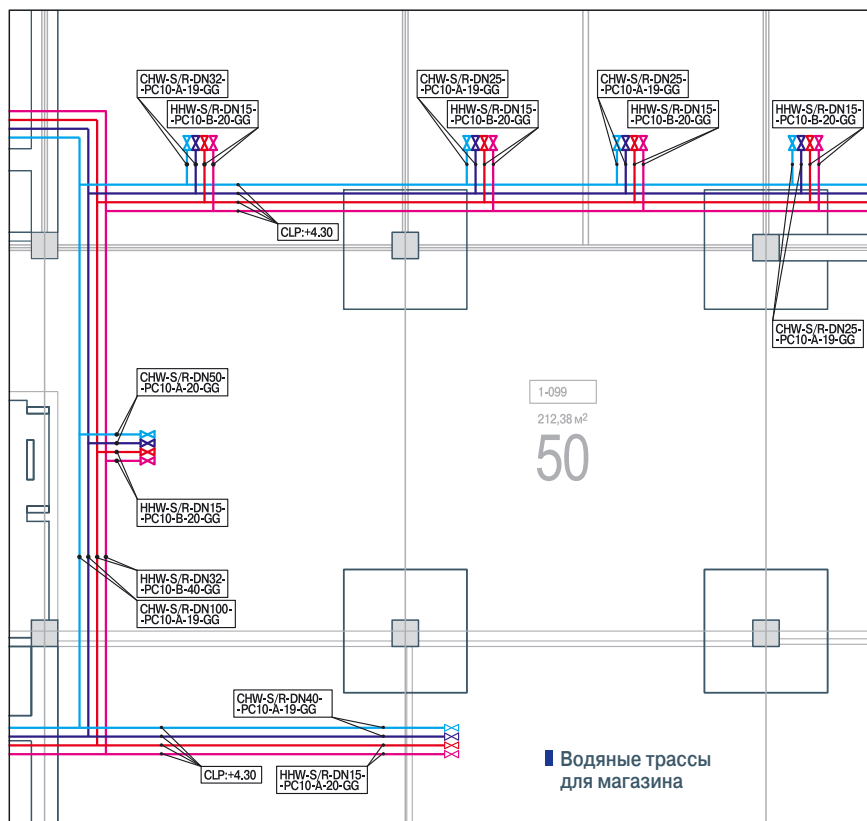 CHW-S/R-DN32-
-PC10-A-19-GG
HHW-S/R-DN15-
-PC10-B-20-GG
CHW-S/R-DN25-
-PC10-A-19-GG
HHW-S/R-DN15-
-PC10-B-20-GG
CHW-S/R-DN25-
-PC10-A-19-GG
HHW-S/R-DN15-
-PC10-B-20-GG
HHW-S/R-DN15-
-PC10-B-20-GG
CLP:+4.30
CHW-S/R-DN25-
-PC10-A-19-GG
CHW-S/R-DN50-
-PC10-A-20-GG
1-099
212,38 м²
50
HHW-S/R-DN15-
-PC10-B-20-GG
HHW-S/R-DN32-
-PC10-B-40-GG
CHW-S/R-DN100-
-PC10-A-19-GG
CHW-S/R-DN40-
-PC10-A-19-GG
CLP:+4.30
HHW-S/R-DN15-
-PC10-A-20-GG
Водяные трассы
для магазина